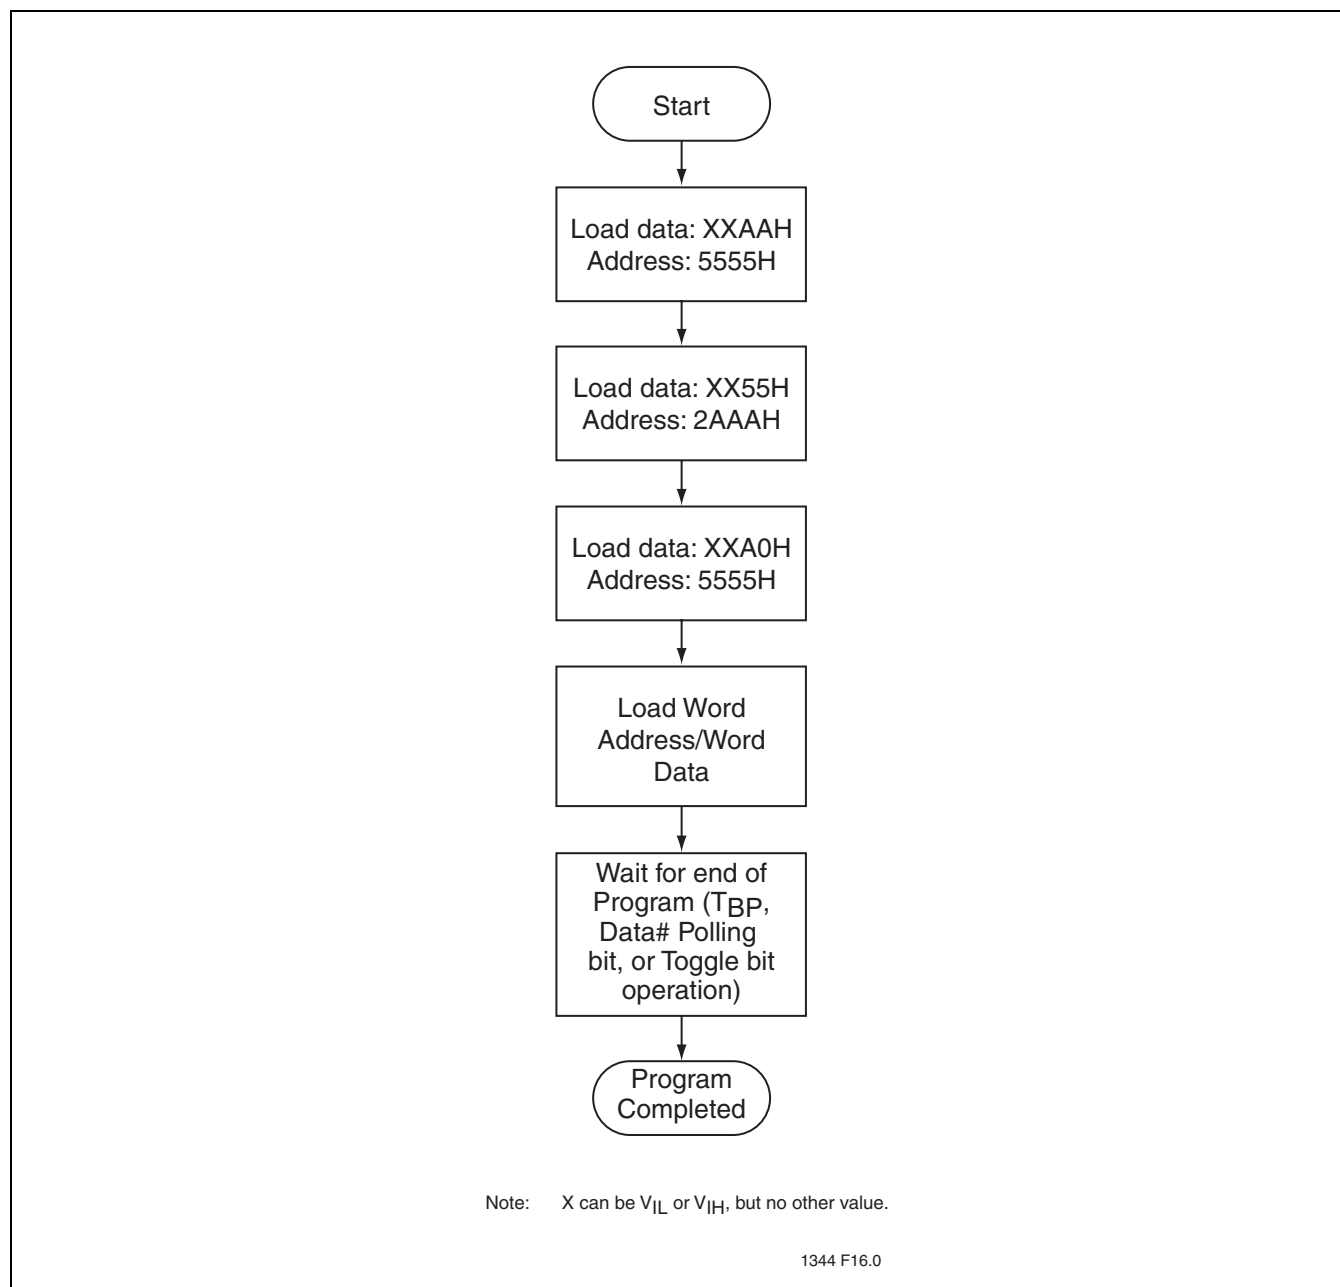 Start
Load data: XXAAH
Address: 5555H
Load data: XX55H
Address: 2AAAH
Load data: XXA0H
Address: 5555H
Load Word
Address/Word
Data
Wait for end of
Program (TBP,
Data# Polling
bit, or Toggle bit
operation)
Program
Completed
Note: X can be VIL or VIH, but no other value.
1344 F16.0